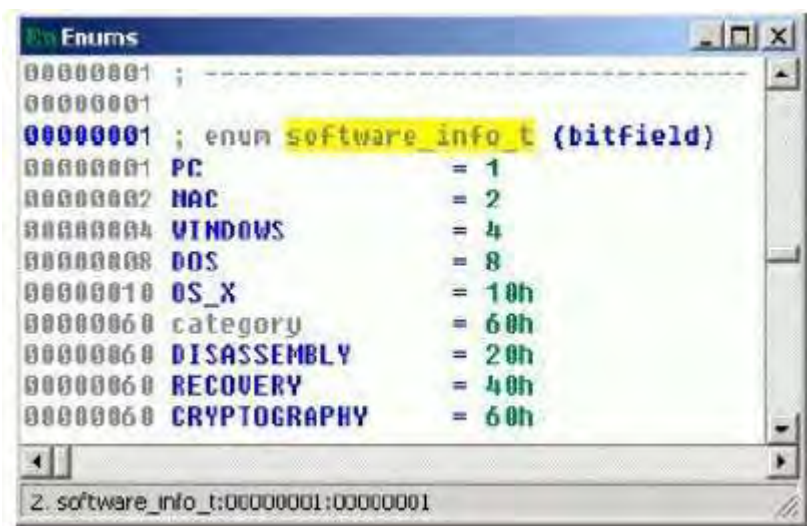 Enums
00000001 ; --------------------------------
00000001
00000001 ; enum software_info_t (bitfield)
00000001 PC = 1
00000002 MAC = 2
00000004 WINDOWS = 4
00000008 DOS = 8
00000010 OS_X = 10h
00000060 category = 60h
00000060 DISASSEMBLY = 20h
00000060 RECOVERY = 40h
00000060 CRYPTOGRAPHY = 60h
2. software_info_t:00000001:00000001